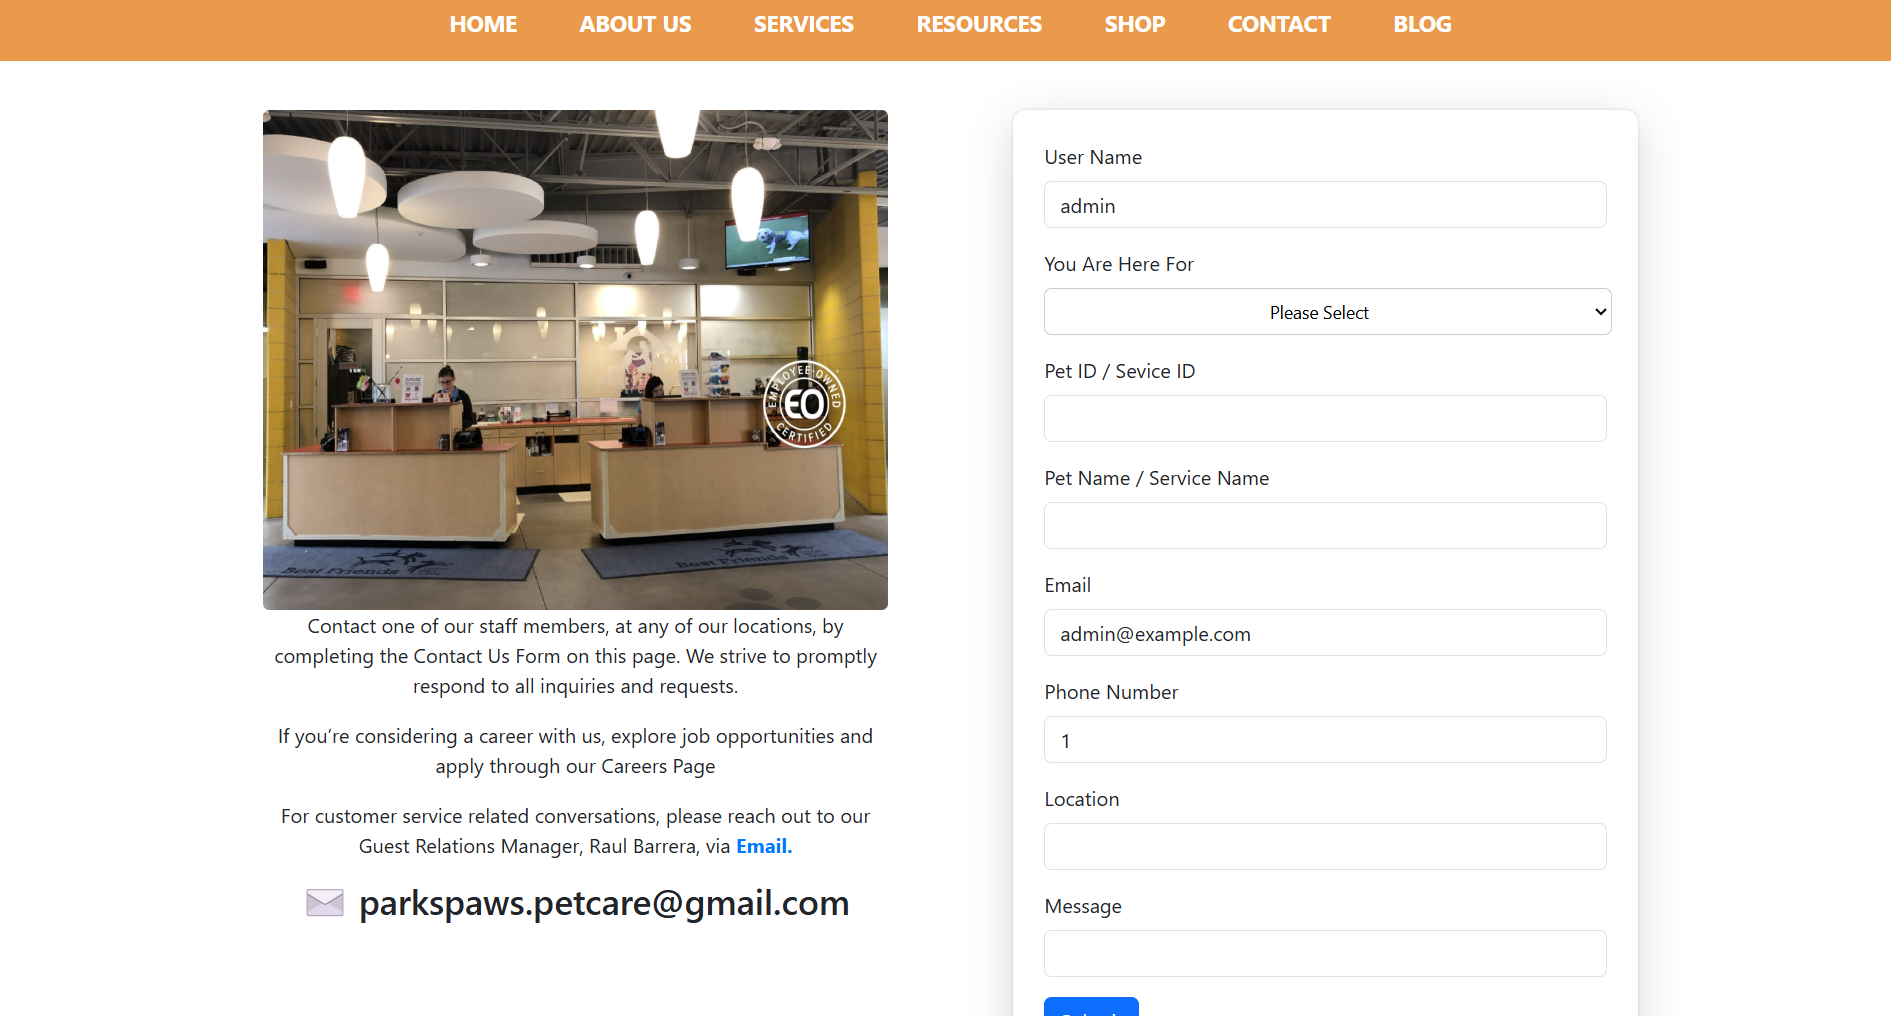 HOME ABOUT US SERVICES RESOURCES SHOP CONTACT BLOG
EMPLOYEE-OWNED
EO
CERTIFIED
Best Friends
Best Friends
Contact one of our staff members, at any of our locations, by
completing the Contact Us Form on this page. We strive to promptly
respond to all inquiries and requests.
If you’re considering a career with us, explore job opportunities and
apply through our Careers Page
For customer service related conversations, please reach out to our
Guest Relations Manager, Raul Barrera, via Email.
parkspaws.petcare@gmail.com
User Name
admin
You Are Here For
Please Select
Pet ID / Sevice ID
Pet Name / Service Name
Email
admin@example.com
Phone Number
1
Location
Message